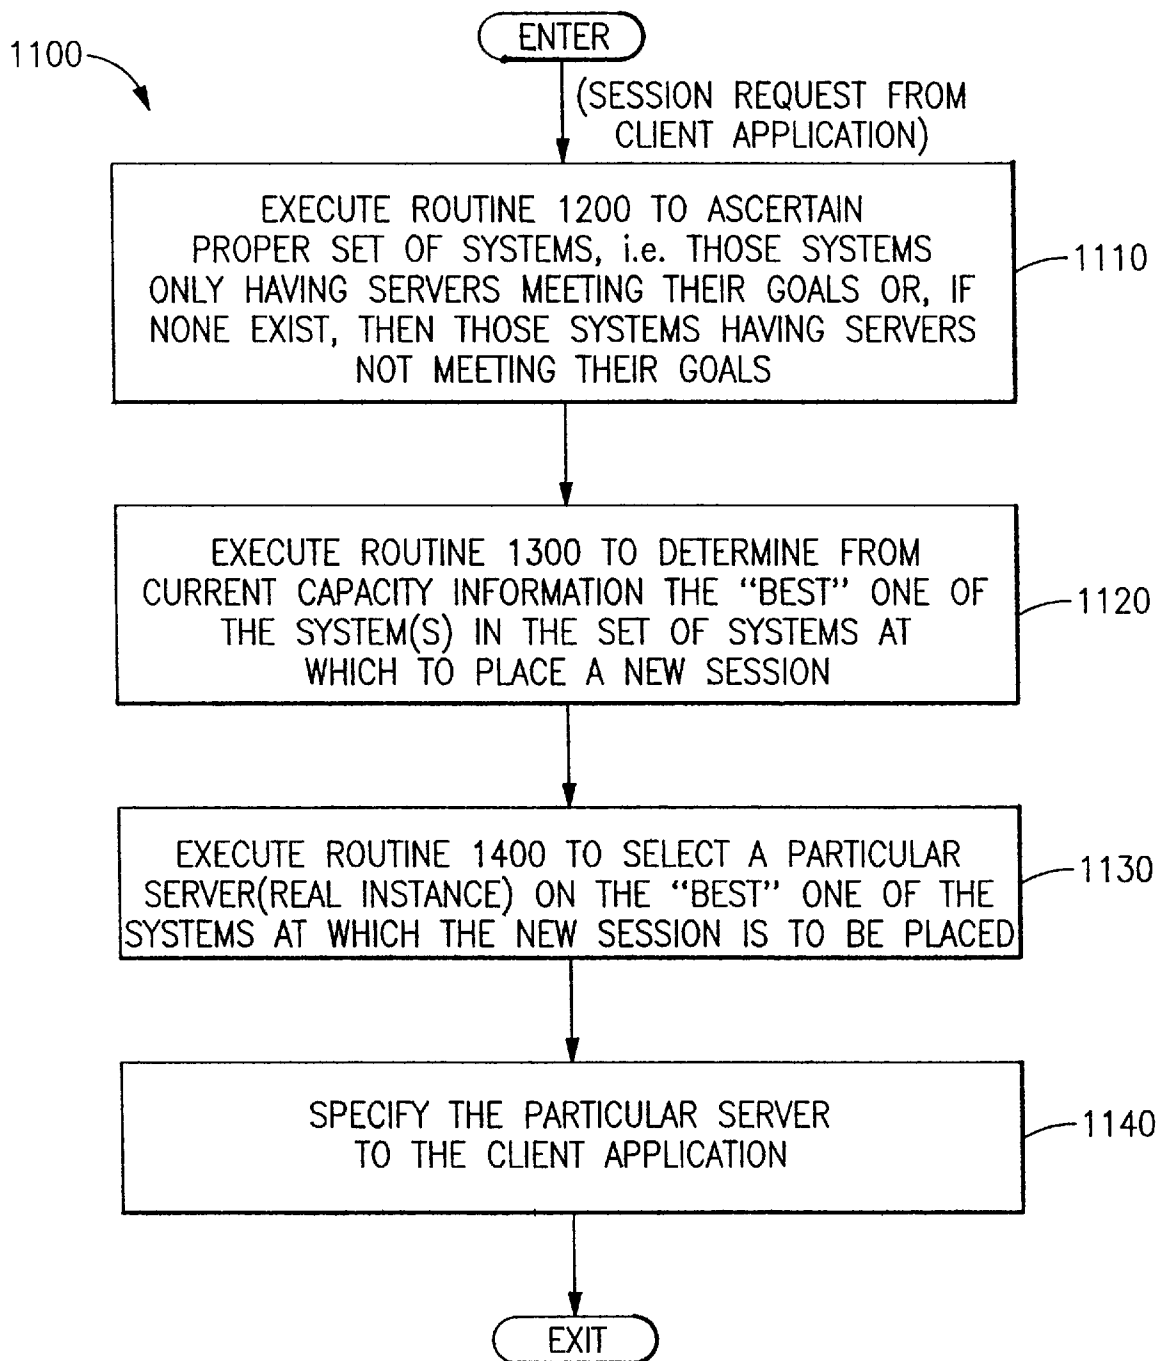 ENTER
1100
(SESSION REQUEST FROM
CLIENT APPLICATION)
EXECUTE ROUTINE 1200 TO ASCERTAIN
PROPER SET OF SYSTEMS, i.e. THOSE SYSTEMS
ONLY HAVING SERVERS MEETING THEIR GOALS OR, IF
NONE EXIST, THEN THOSE SYSTEMS HAVING SERVERS
NOT MEETING THEIR GOALS
1110
EXECUTE ROUTINE 1300 TO DETERMINE FROM
CURRENT CAPACITY INFORMATION THE “BEST” ONE OF
THE SYSTEM(S) IN THE SET OF SYSTEMS AT
WHICH TO PLACE A NEW SESSION
1120
EXECUTE ROUTINE 1400 TO SELECT A PARTICULAR
SERVER(REAL INSTANCE) ON THE “BEST” ONE OF THE
SYSTEMS AT WHICH THE NEW SESSION IS TO BE PLACED
1130
SPECIFY THE PARTICULAR SERVER
TO THE CLIENT APPLICATION
1140
EXIT